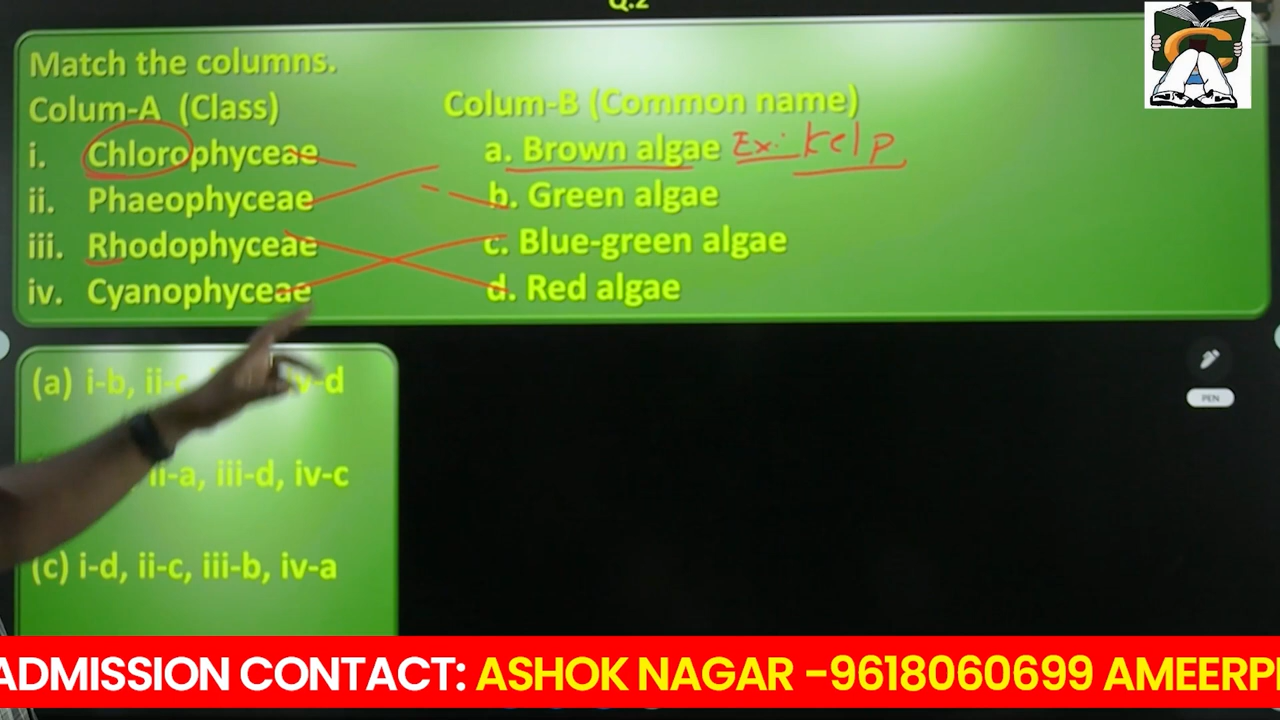 Q.2
Match the columns.
Colum-A (Class) Colum-B (Common name)
i. Chlorophyceae a. Brown algae Ex: Kelp
ii. Phaeophyceae b. Green algae
iii. Rhodophyceae c. Blue-green algae
iv. Cyanophyceae d. Red algae
(a) i-b, ii-c, iv-d
ii-a, iii-d, iv-c
(c) i-d, ii-c, iii-b, iv-a
PEN
ADMISSION CONTACT: ASHOK NAGAR -9618060699 AMEERP